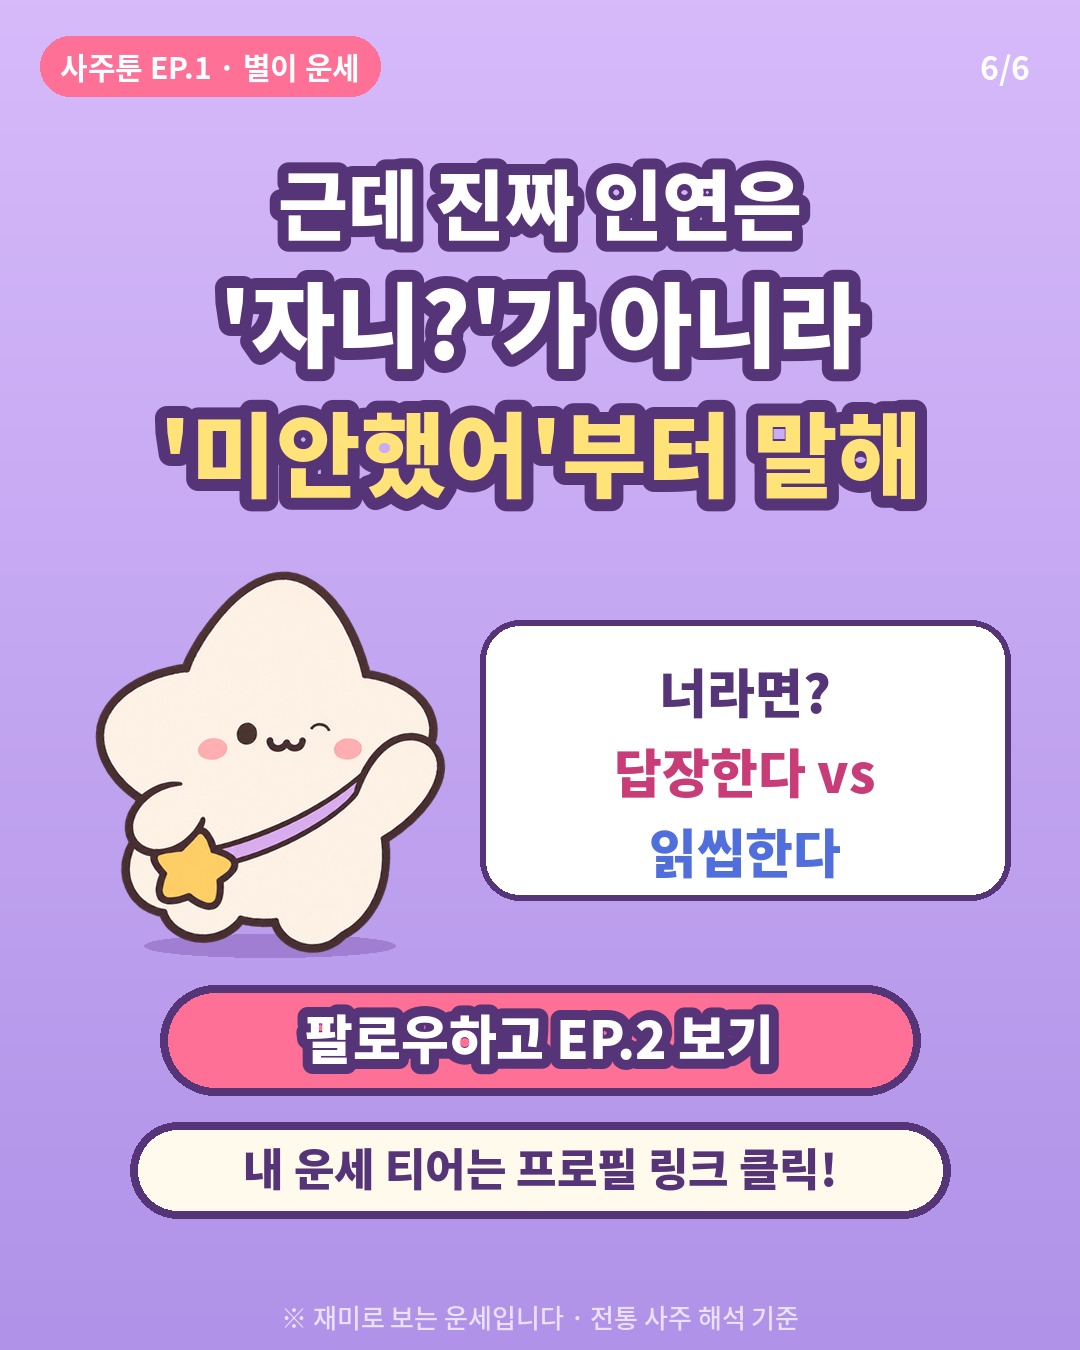 사주툰 EP.1 · 별이 운세
6/6
근데 진짜 인연은
'자니?'가 아니라
'미안했어'부터 말해
너라면?
답장한다 vs
읽씹한다
팔로우하고 EP.2 보기
내 운세 티어는 프로필 링크 클릭!
※ 재미로 보는 운세입니다 · 전통 사주 해석 기준